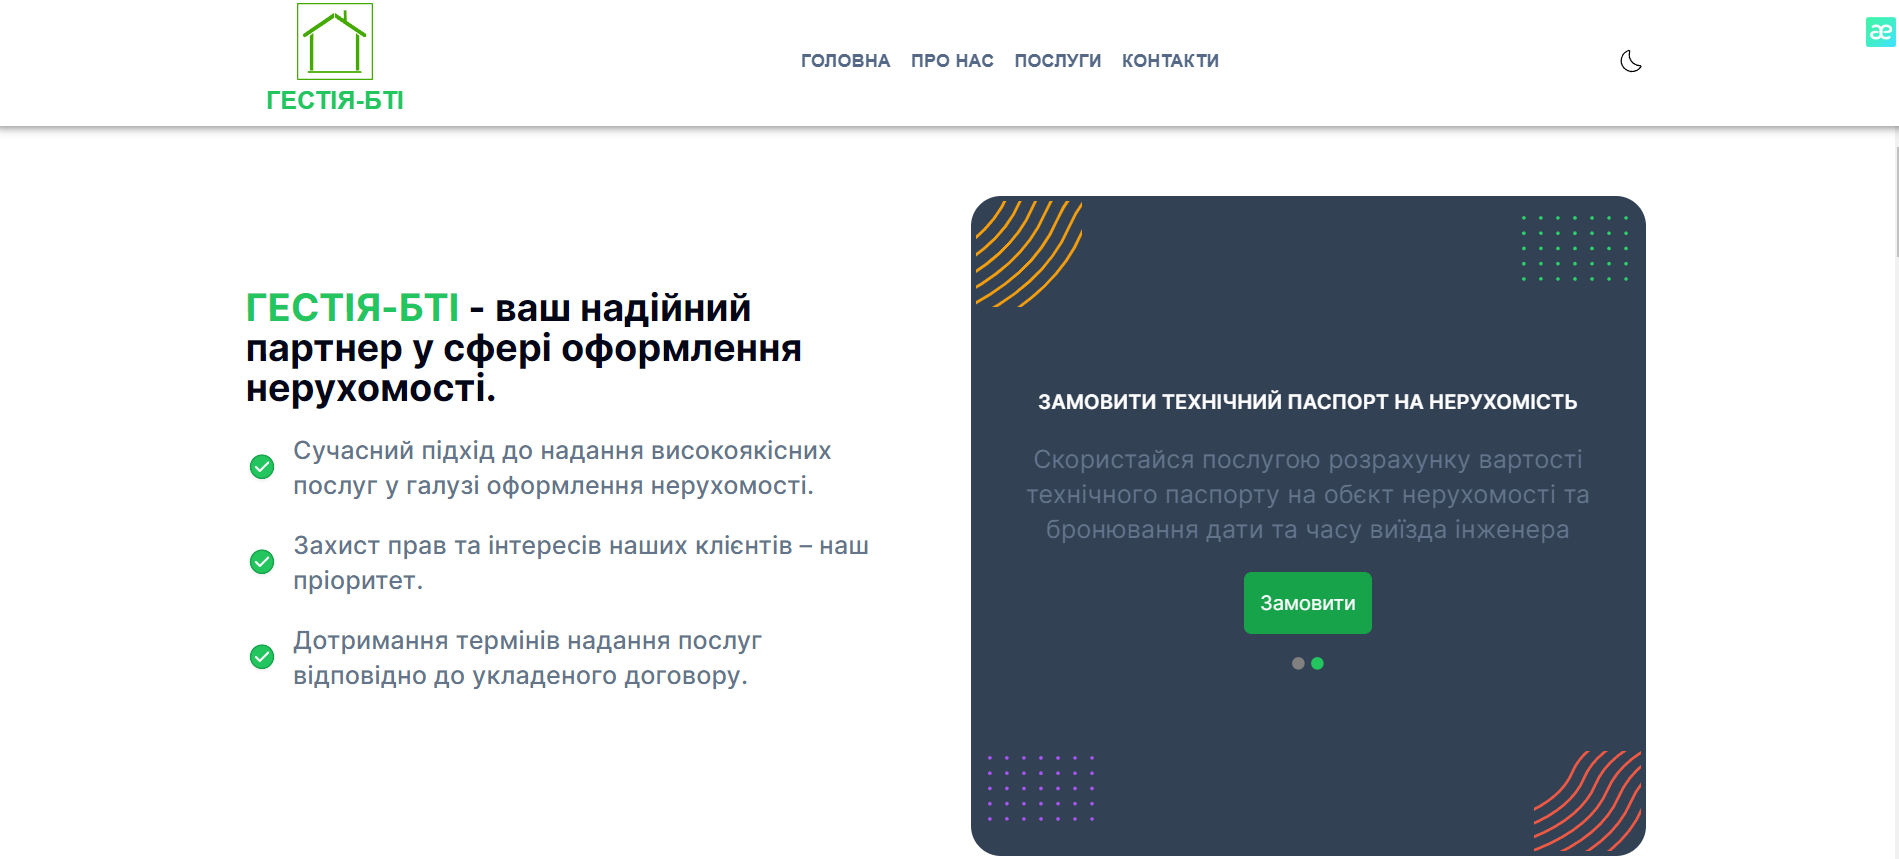 ГЕСТІЯ-БТІ
ГОЛОВНА ПРО НАС ПОСЛУГИ КОНТАКТИ
æ
ГЕСТІЯ-БТІ - ваш надійний
партнер у сфері оформлення
нерухомості.
Сучасний підхід до надання високоякісних
послуг у галузі оформлення нерухомості.
Захист прав та інтересів наших клієнтів – наш
пріоритет.
Дотримання термінів надання послуг
відповідно до укладеного договору.
ЗАМОВИТИ ТЕХНІЧНИЙ ПАСПОРТ НА НЕРУХОМІСТЬ
Скористайся послугою розрахунку вартості
технічного паспорту на обєкт нерухомості та
бронювання дати та часу виїзда інженера
Замовити